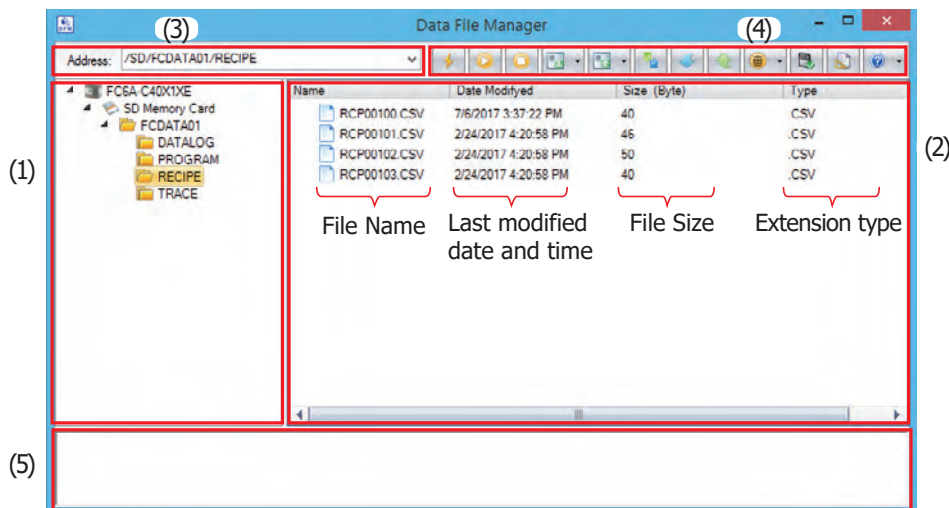 (3)
Data File Manager
(4)
Address: /SD/FCDATA01/RECIPE
FC6A-C40X1XE
SD Memory Card
FCDATA01
DATALOG
PROGRAM
RECIPE
TRACE
(1)
Name Date Modifyed Size (Byte) Type
RCP00100.CSV 7/6/2017 3:37:22 PM 40 .CSV
RCP00101.CSV 2/24/2017 4:20:58 PM 46 .CSV
RCP00102.CSV 2/24/2017 4:20:58 PM 50 .CSV
RCP00103.CSV 2/24/2017 4:20:58 PM 40 .CSV
(2)
File Name
Last modified
date and time
File Size
Extension type
(5)